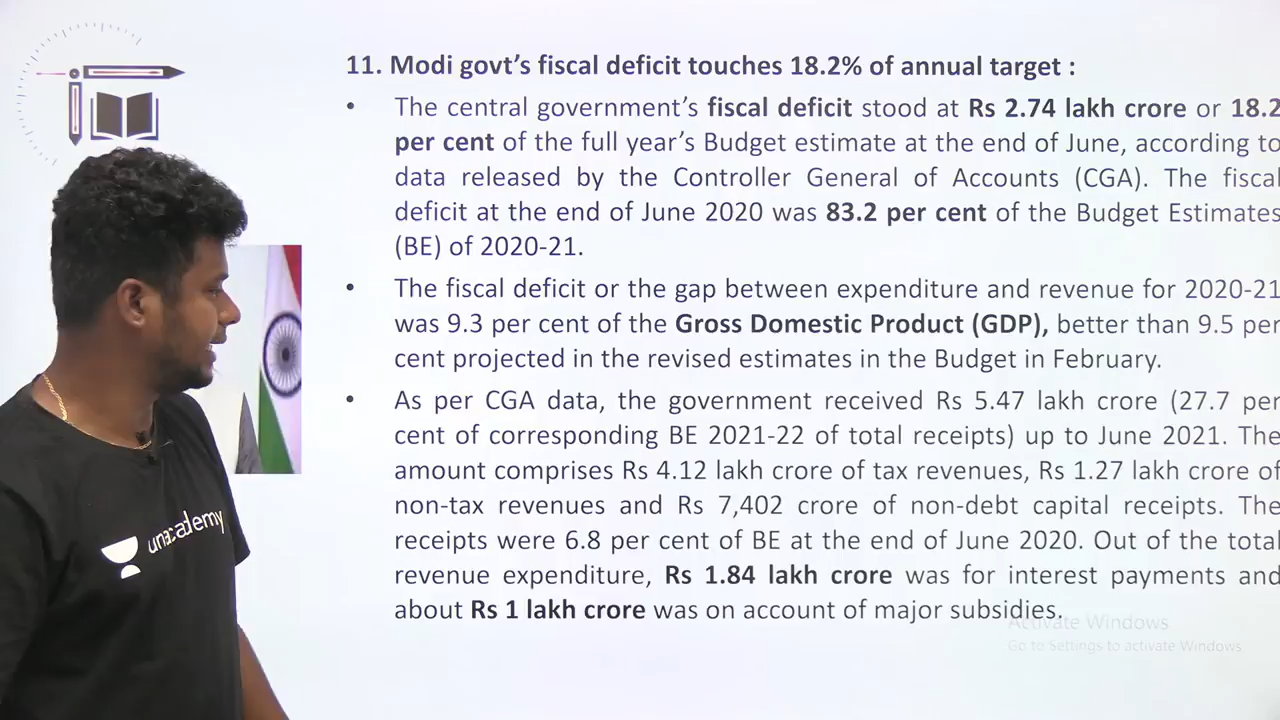 11. Modi govt's fiscal deficit touches 18.2% of annual target :
• The central government's fiscal deficit stood at Rs 2.74 lakh crore or 18.2
per cent of the full year's Budget estimate at the end of June, according to
data released by the Controller General of Accounts (CGA). The fiscal
deficit at the end of June 2020 was 83.2 per cent of the Budget Estimates
(BE) of 2020-21.
• The fiscal deficit or the gap between expenditure and revenue for 2020-21
was 9.3 per cent of the Gross Domestic Product (GDP), better than 9.5 per
cent projected in the revised estimates in the Budget in February.
• As per CGA data, the government received Rs 5.47 lakh crore (27.7 per
cent of corresponding BE 2021-22 of total receipts) up to June 2021. The
amount comprises Rs 4.12 lakh crore of tax revenues, Rs 1.27 lakh crore of
non-tax revenues and Rs 7,402 crore of non-debt capital receipts. The
receipts were 6.8 per cent of BE at the end of June 2020. Out of the total
revenue expenditure, Rs 1.84 lakh crore was for interest payments and
about Rs 1 lakh crore was on account of major subsidies.
Activate Windows
Go to Settings to activate Windows.
unacademy